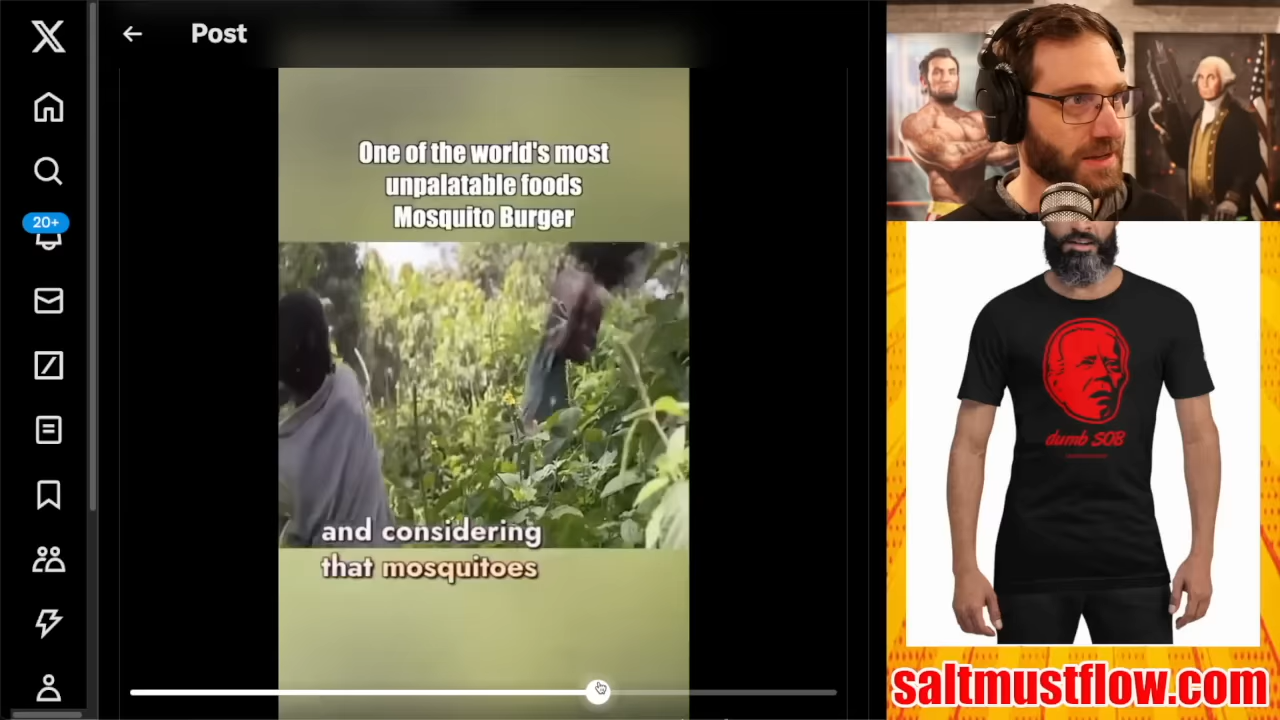 Post
20+
One of the world's most
unpalatable foods
Mosquito Burger
and considering
that mosquitoes
dumb SOB
saltmustflow.com